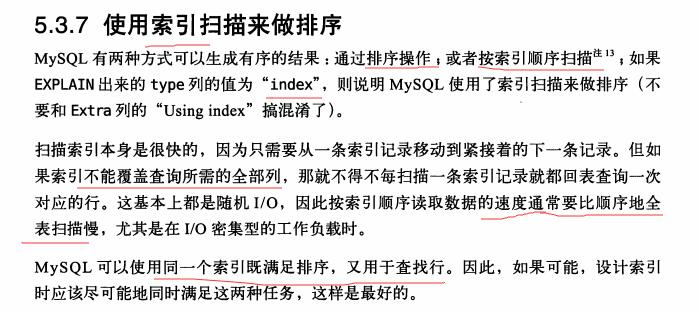 5.3.7 使用索引扫描来做排序
MySQL 有两种方式可以生成有序的结果：通过排序操作；或者按索引顺序扫描注13；如果
EXPLAIN 出来的 type 列的值为“index”，则说明 MySQL 使用了索引扫描来做排序（不
要和 Extra 列的“Using index”搞混淆了）。
扫描索引本身是很快的，因为只需要从一条索引记录移动到紧接着的下一条记录。但如
果索引不能覆盖查询所需的全部列，那就不得不每扫描一条索引记录就都回表查询一次
对应的行。这基本上都是随机 I/O，因此按索引顺序读取数据的速度通常要比顺序地全
表扫描慢，尤其是在 I/O 密集型的工作负载时。
MySQL 可以使用同一个索引既满足排序，又用于查找行。因此，如果可能，设计索引
时应该尽可能地同时满足这两种任务，这样是最好的。